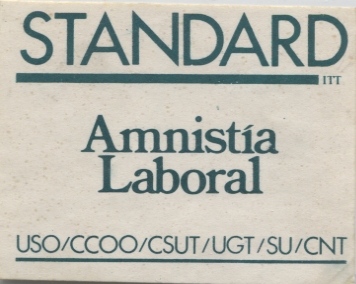 STANDARD
ITT
Amnistía
Laboral
USO/CCOO/CSUT/UGT/SU/CNT